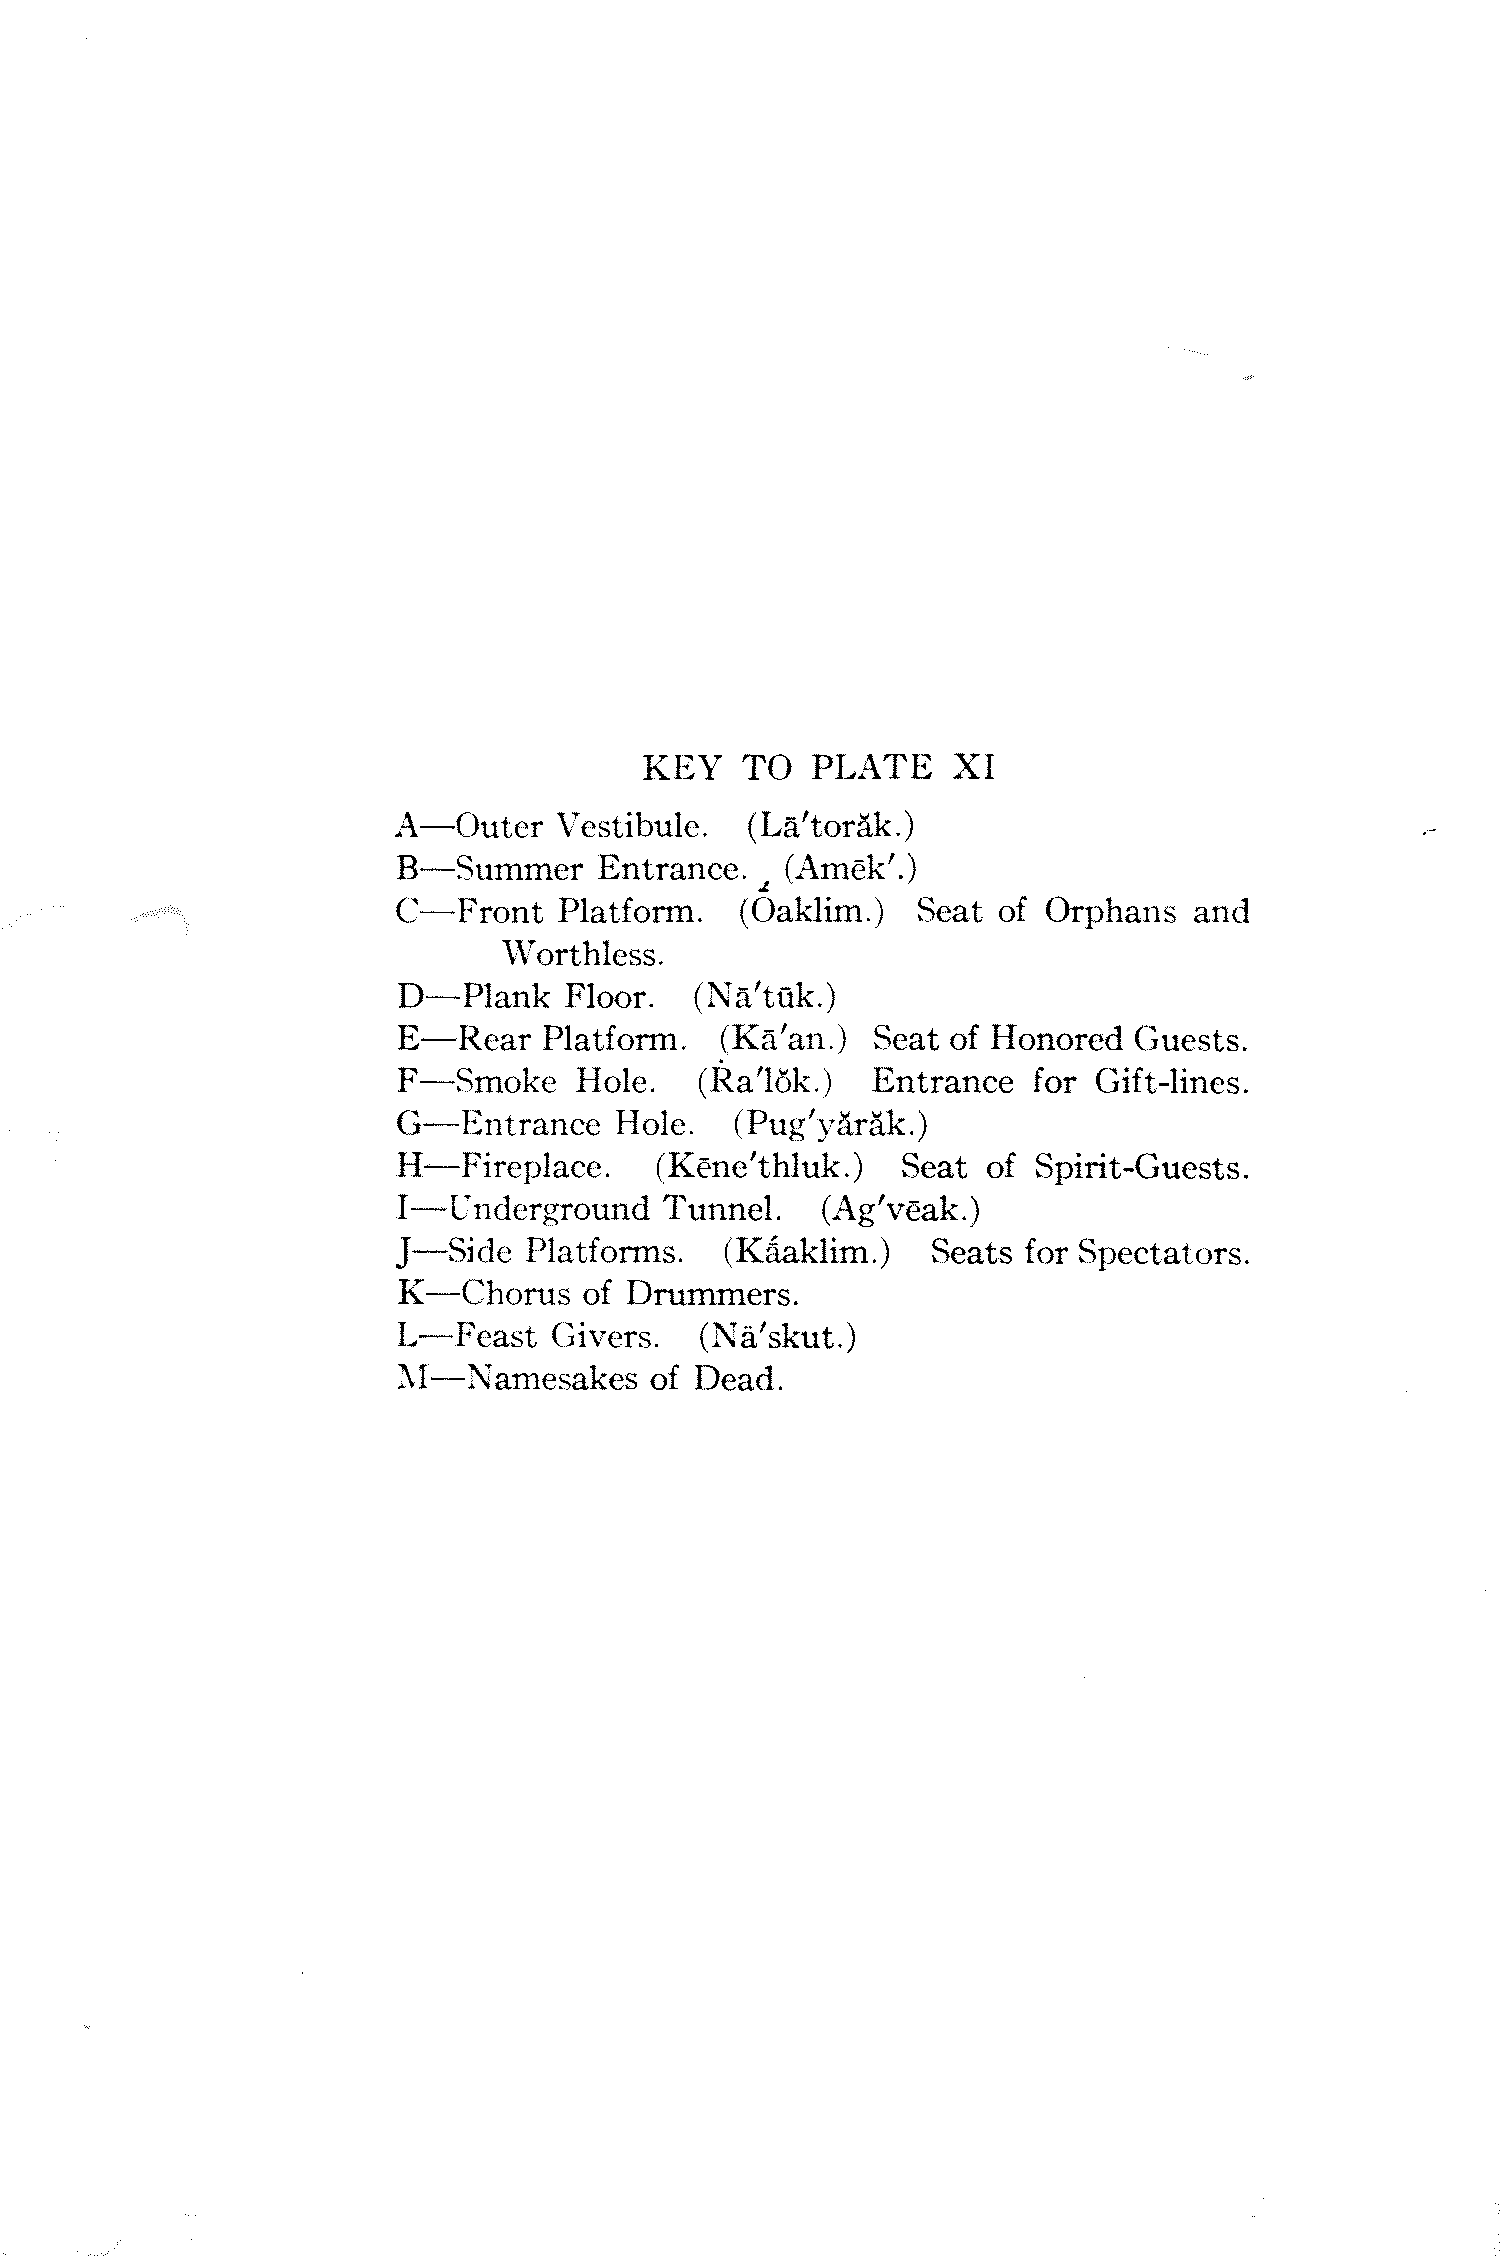 KEY TO PLATE XI
A—Outer Vestibule. (Lā′torăk.)
B—Summer Entrance. (Amēk′.)
C—Front Platform. (Óaklim.) Seat of Orphans and
Worthless.
D—Plank Floor. (Nā′tūk.)
E—Rear Platform. (Kā′an.) Seat of Honored Guests.
F—Smoke Hole. (Ṙa′lŏk.) Entrance for Gift-lines.
G—Entrance Hole. (Pug′yărăk.)
H—Fireplace. (Kēne′thluk.) Seat of Spirit-Guests.
I—Underground Tunnel. (Ag′vēak.)
J—Side Platforms. (Káaklim.) Seats for Spectators.
K—Chorus of Drummers.
L—Feast Givers. (Nä′skut.)
M—Namesakes of Dead.